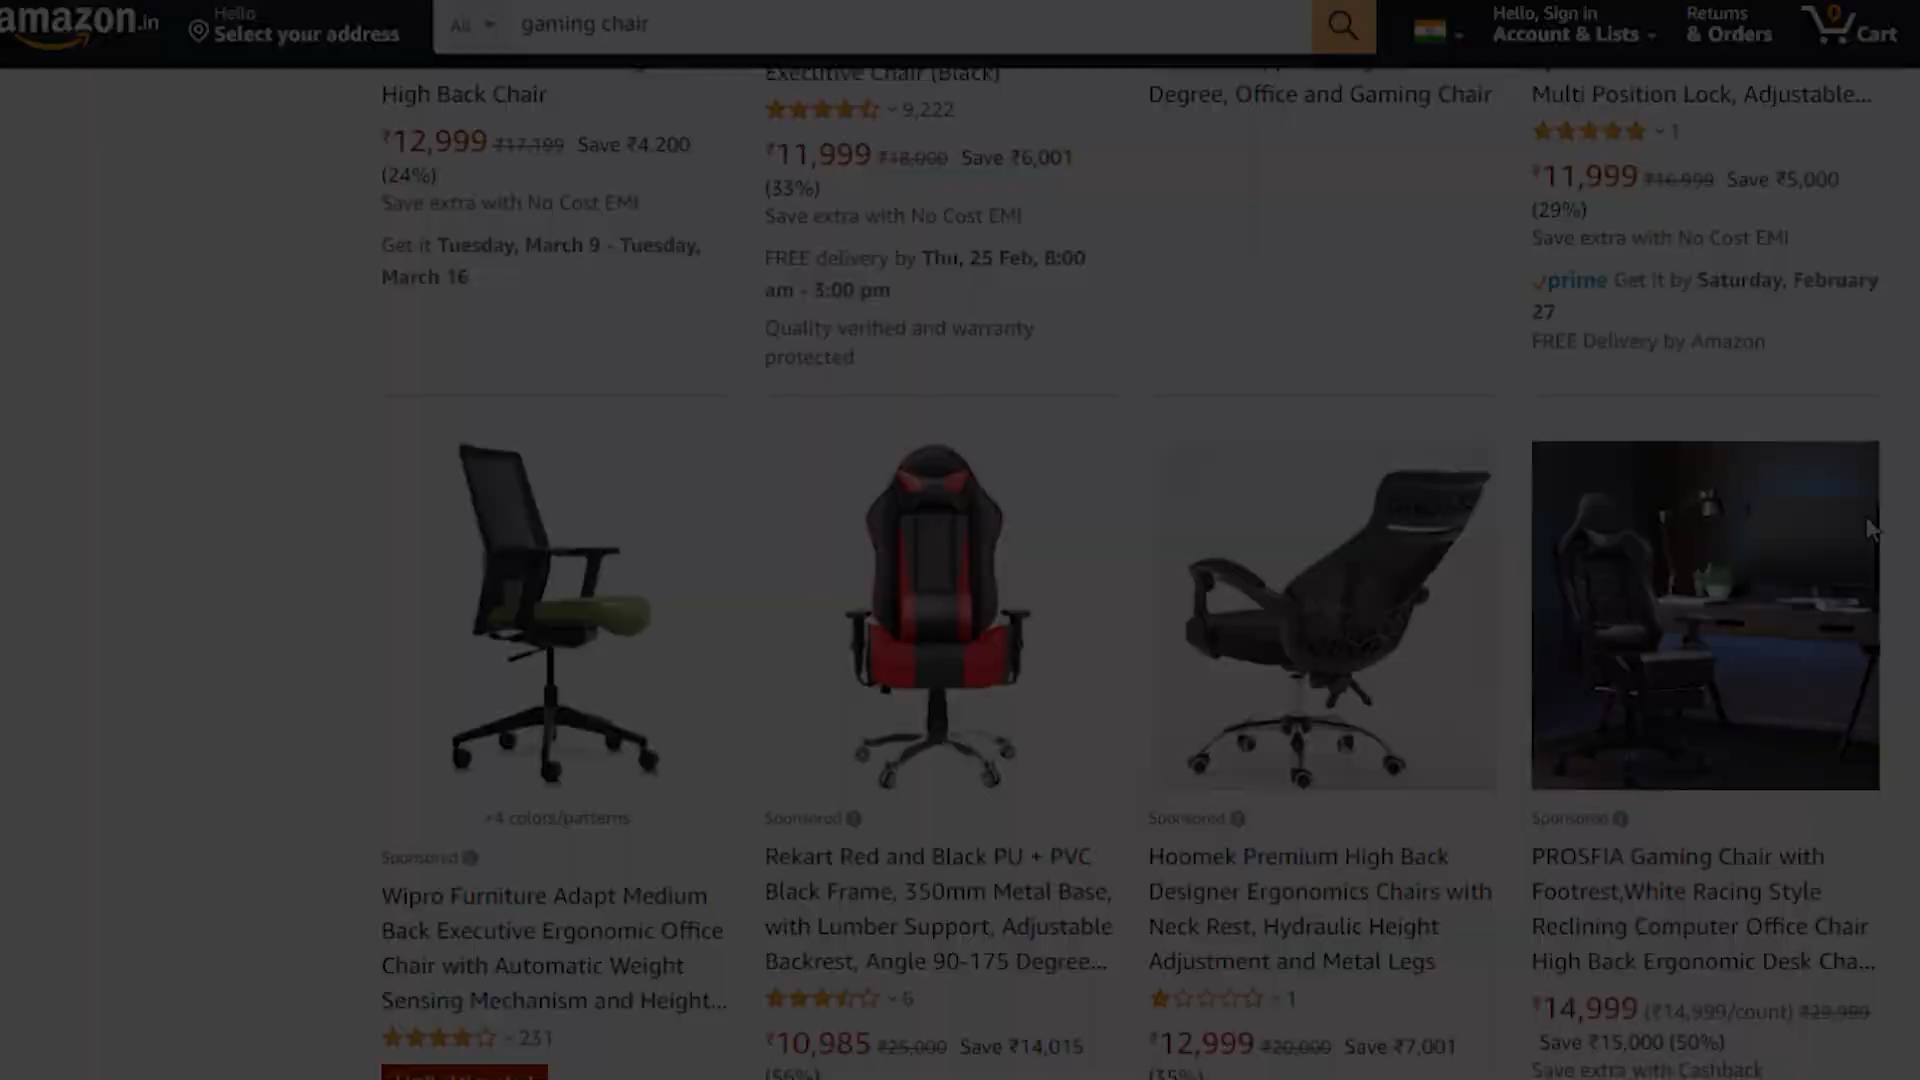 amazon.in
Hello
Select your address
All
gaming chair
Hello, Sign in
Account & Lists
Returns
& Orders
0
Cart
High Back Chair
₹12,999 ₹17,199 Save ₹4,200
(24%)
Save extra with No Cost EMI
Get it Tuesday, March 9 - Tuesday,
March 16
Executive Chair (Black)
9,222
₹11,999 ₹18,000 Save ₹6,001
(33%)
Save extra with No Cost EMI
FREE delivery by Thu, 25 Feb, 8:00
am - 3:00 pm
Quality verified and warranty
protected
Degree, Office and Gaming Chair
Multi Position Lock, Adjustable...
1
₹11,999 ₹16,999 Save ₹5,000
(29%)
Save extra with No Cost EMI
prime Get it by Saturday, February
27
FREE Delivery by Amazon
+4 colors/patterns
Sponsored
Wipro Furniture Adapt Medium
Back Executive Ergonomic Office
Chair with Automatic Weight
Sensing Mechanism and Height...
231
Sponsored
Rekart Red and Black PU + PVC
Black Frame, 350mm Metal Base,
with Lumber Support, Adjustable
Backrest, Angle 90-175 Degree...
6
₹10,985 ₹25,000 Save ₹14,015
(56%)
Sponsored
Hoomek Premium High Back
Designer Ergonomics Chairs with
Neck Rest, Hydraulic Height
Adjustment and Metal Legs
1
₹12,999 ₹20,000 Save ₹7,001
(35%)
Sponsored
PROSFIA Gaming Chair with
Footrest,White Racing Style
Reclining Computer Office Chair
High Back Ergonomic Desk Cha...
₹14,999 (₹14,999/count) ₹29,999
Save ₹15,000 (50%)
Save extra with Cashback